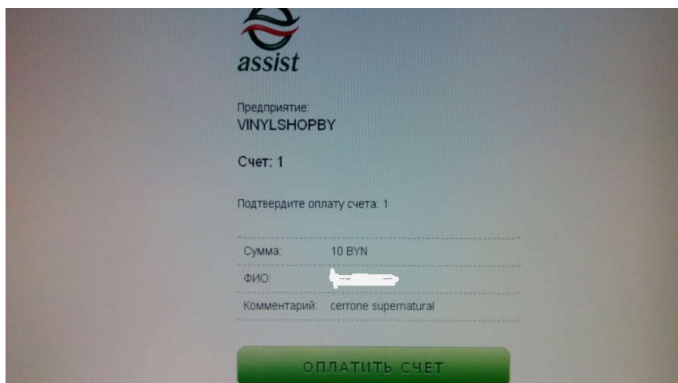 assist
Предприятие:
VINYLSHOPBY
Счет: 1
Подтвердите оплату счета: 1
Сумма: 10 BYN
ФИО:
Комментарий: cerrone supernatural
ОПЛАТИТЬ СЧЕТ